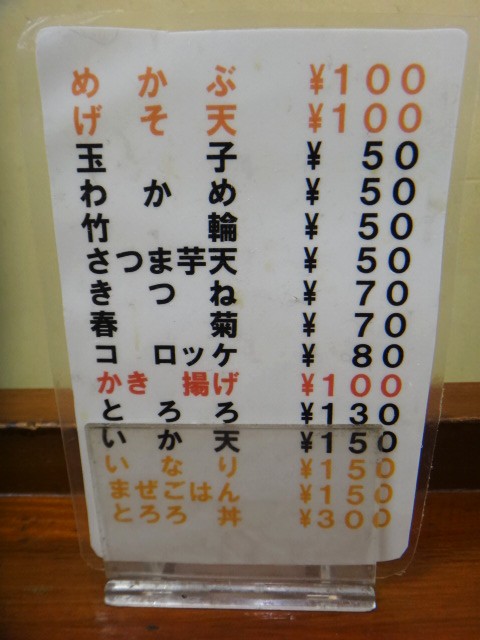 めかぶ ¥100
げそ天 ¥100
玉子 ¥ 50
わかめ ¥ 50
竹輪 ¥ 50
さつま芋天 ¥ 50
きつね ¥ 70
春菊 ¥ 70
コロッケ ¥ 80
かき揚げ ¥100
とろろ ¥130
いか天 ¥150
いなり ¥150
まぜごはん ¥150
とろろ丼 ¥300